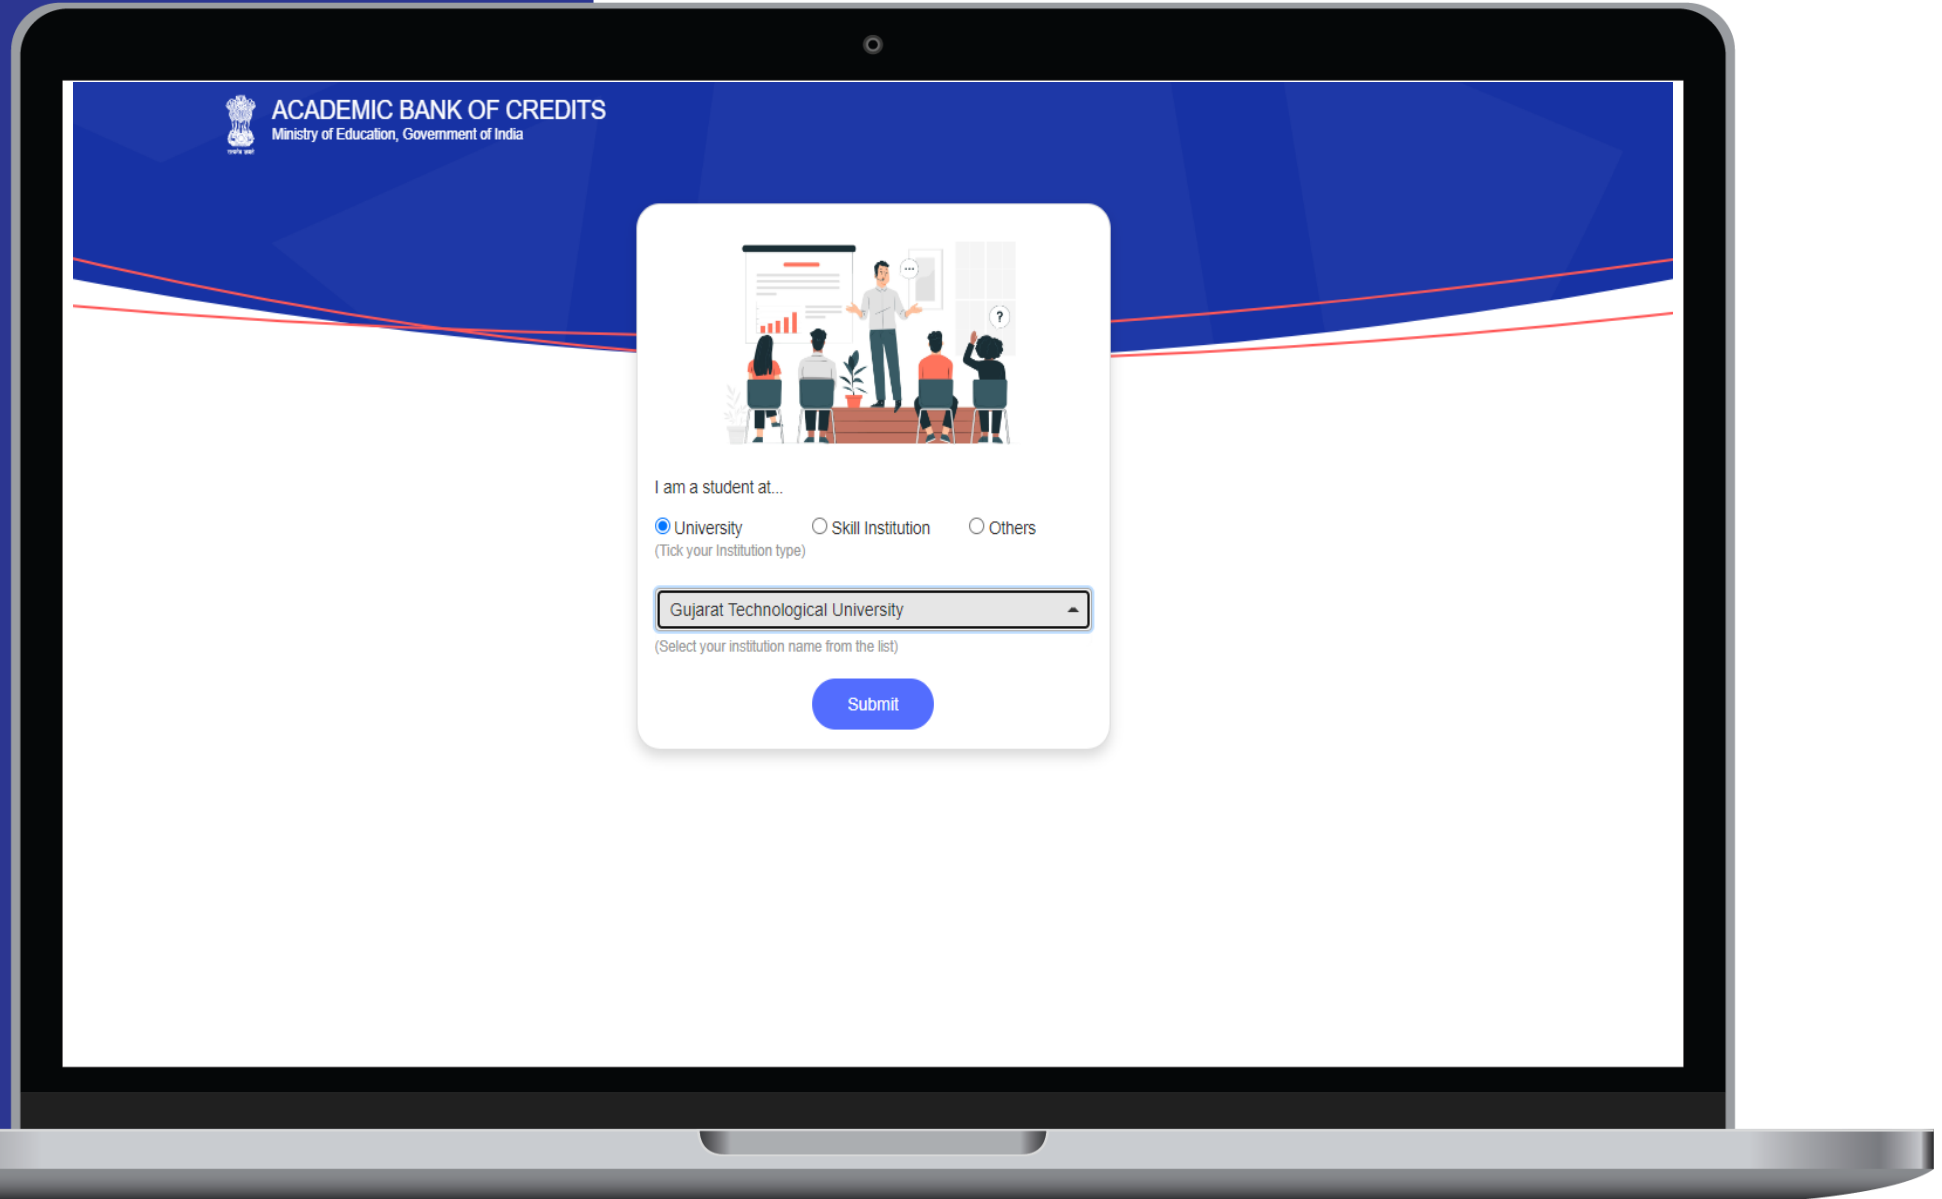 ACADEMIC BANK OF CREDITS
Ministry of Education, Government of India
...
?
I am a student at...
University Skill Institution Others
(Tick your Institution type)
Gujarat Technological University
(Select your institution name from the list)
Submit